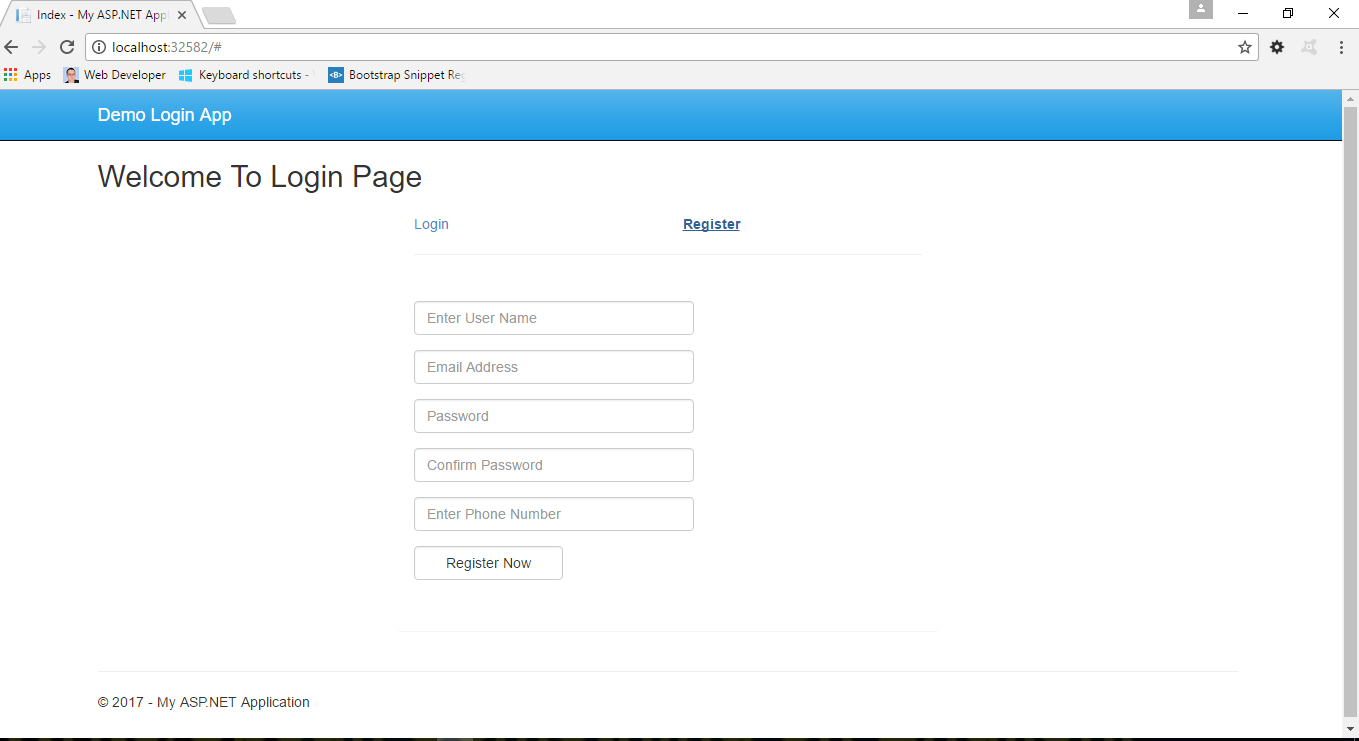 Index - My ASP.NET App
localhost:32582/#
Apps Web Developer Keyboard shortcuts - Bootstrap Snippet Reg
Demo Login App
Welcome To Login Page
Login Register
Enter User Name
Email Address
Password
Confirm Password
Enter Phone Number
Register Now
© 2017 - My ASP.NET Application